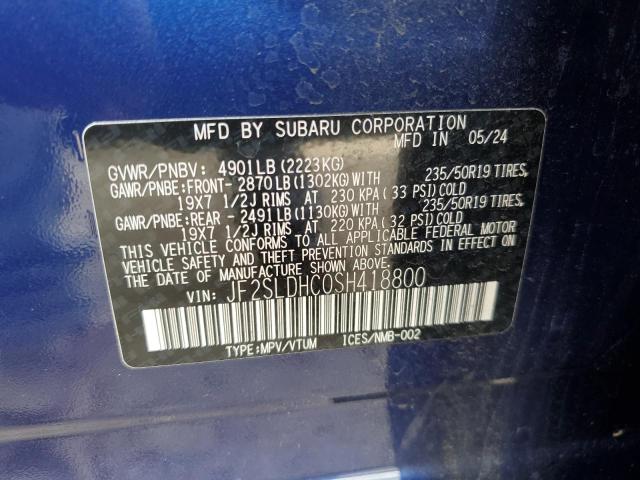 MFD BY SUBARU CORPORATION
MFD IN 05/24
GVWR/PNBV: 4901LB(2223KG)
GAWR/PNBE:FRONT- 2870LB(1302KG)WITH 235/50R19 TIRES,
19X7 1/2J RIMS AT 230 KPA (33 PSI)COLD
GAWR/PNBE:REAR - 2491LB(1130KG)WITH 235/50R19 TIRES,
19X7 1/2J RIMS AT 220 KPA (32 PSI)COLD
THIS VEHICLE CONFORMS TO ALL APPLICABLE FEDERAL MOTOR
VEHICLE SAFETY AND THEFT PREVENTION STANDARDS IN EFFECT ON
THE DATE OF MANUFACTURE SHOWN ABOVE.
VIN: JF2SLDHC0SH418800
TYPE:MPV/VTUM ICES/NMB-002